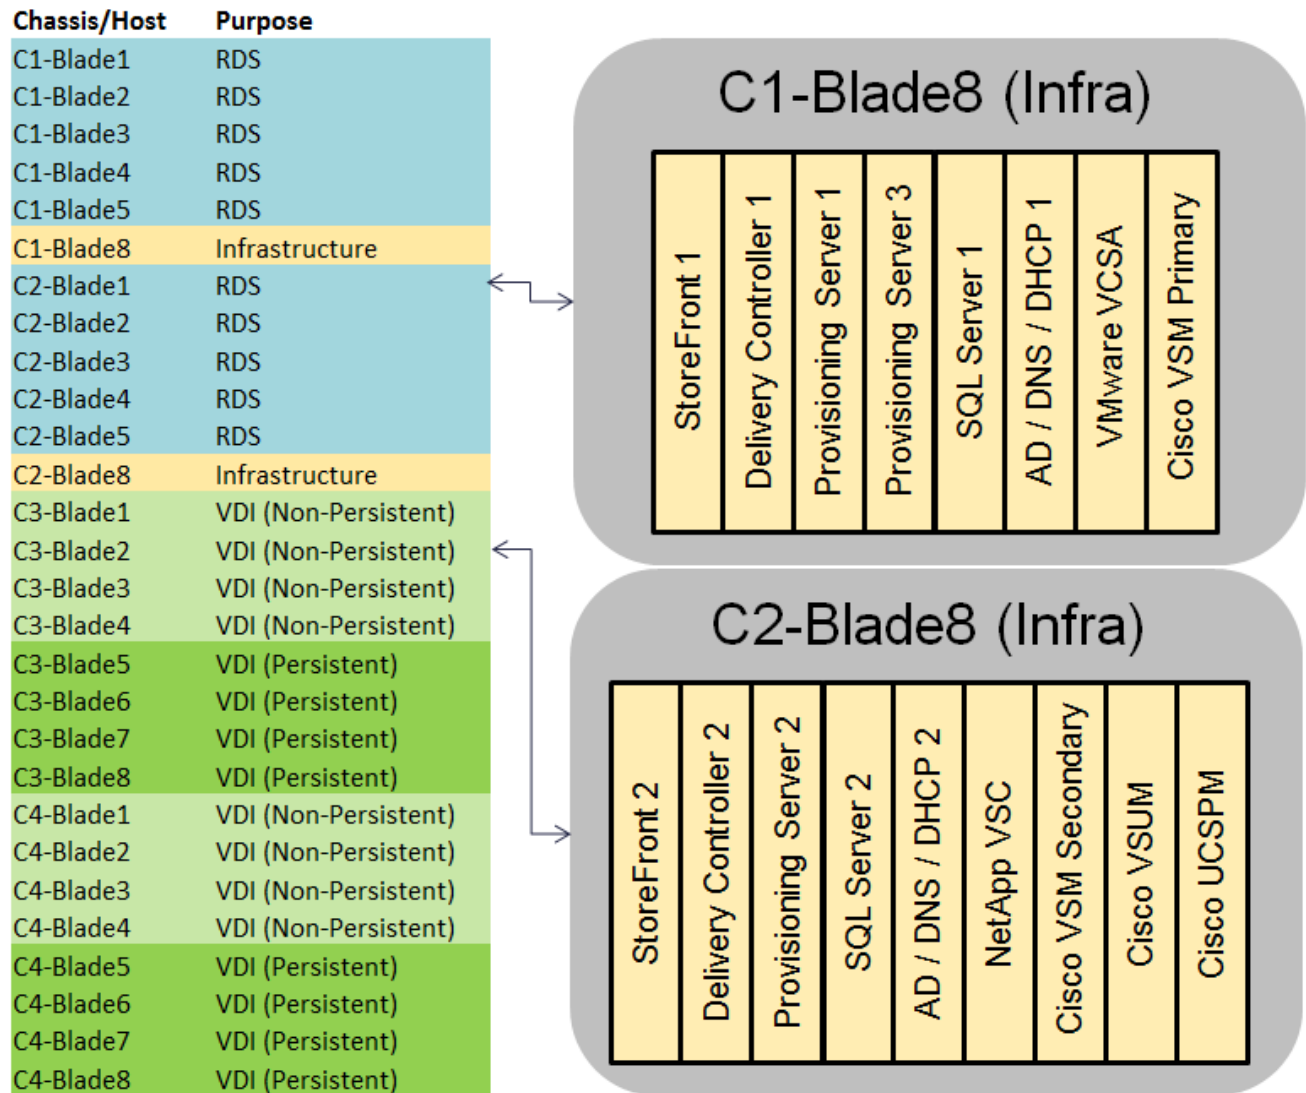 Chassis/Host Purpose
C1-Blade1 RDS
C1-Blade2 RDS
C1-Blade3 RDS
C1-Blade4 RDS
C1-Blade5 RDS
C1-Blade8 Infrastructure
C2-Blade1 RDS
C2-Blade2 RDS
C2-Blade3 RDS
C2-Blade4 RDS
C2-Blade5 RDS
C2-Blade8 Infrastructure
C3-Blade1 VDI (Non-Persistent)
C3-Blade2 VDI (Non-Persistent)
C3-Blade3 VDI (Non-Persistent)
C3-Blade4 VDI (Non-Persistent)
C3-Blade5 VDI (Persistent)
C3-Blade6 VDI (Persistent)
C3-Blade7 VDI (Persistent)
C3-Blade8 VDI (Persistent)
C4-Blade1 VDI (Non-Persistent)
C4-Blade2 VDI (Non-Persistent)
C4-Blade3 VDI (Non-Persistent)
C4-Blade4 VDI (Non-Persistent)
C4-Blade5 VDI (Persistent)
C4-Blade6 VDI (Persistent)
C4-Blade7 VDI (Persistent)
C4-Blade8 VDI (Persistent)
C1-Blade8 (Infra)
StoreFront 1
Delivery Controller 1
Provisioning Server 1
Provisioning Server 3
SQL Server 1
AD / DNS / DHCP 1
VMware VCSA
Cisco VSM Primary
C2-Blade8 (Infra)
StoreFront 2
Delivery Controller 2
Provisioning Server 2
SQL Server 2
AD / DNS / DHCP 2
NetApp VSC
Cisco VSM Secondary
Cisco VSUM
Cisco UCSPM